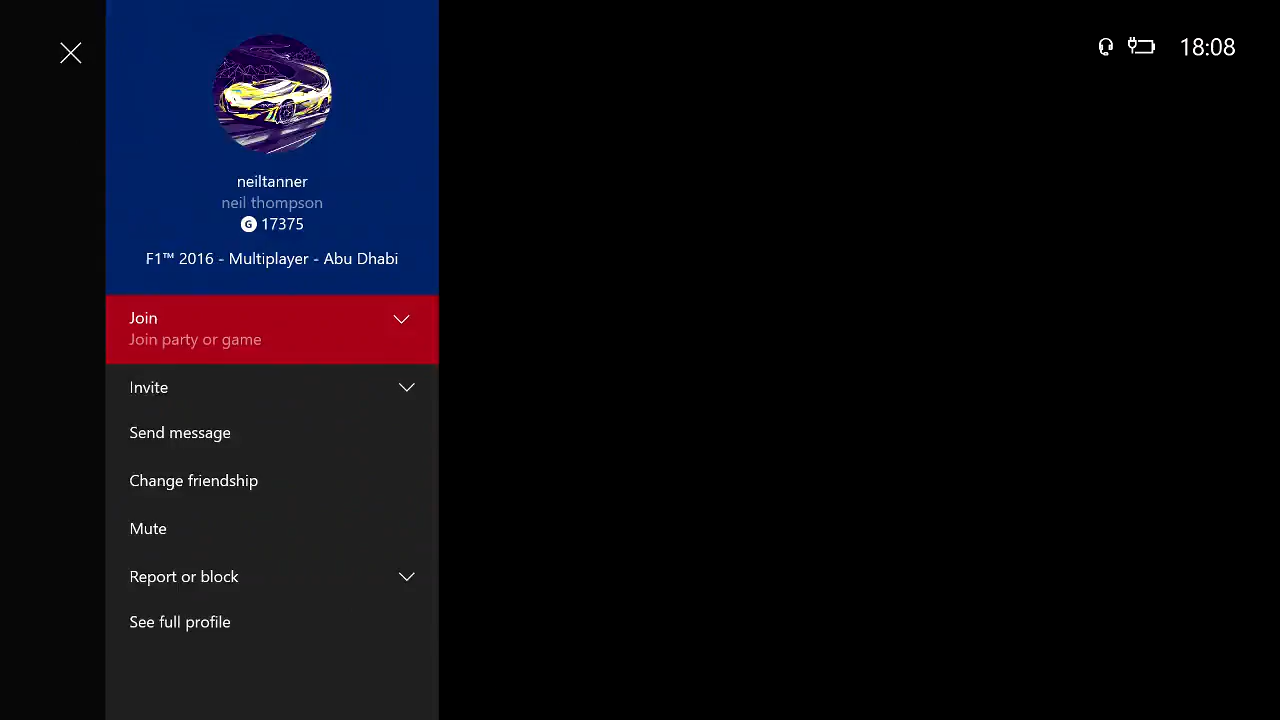 18:08
neiltanner
neil thompson
G 17375
F1™ 2016 - Multiplayer - Abu Dhabi
Join
Join party or game
Invite
Send message
Change friendship
Mute
Report or block
See full profile